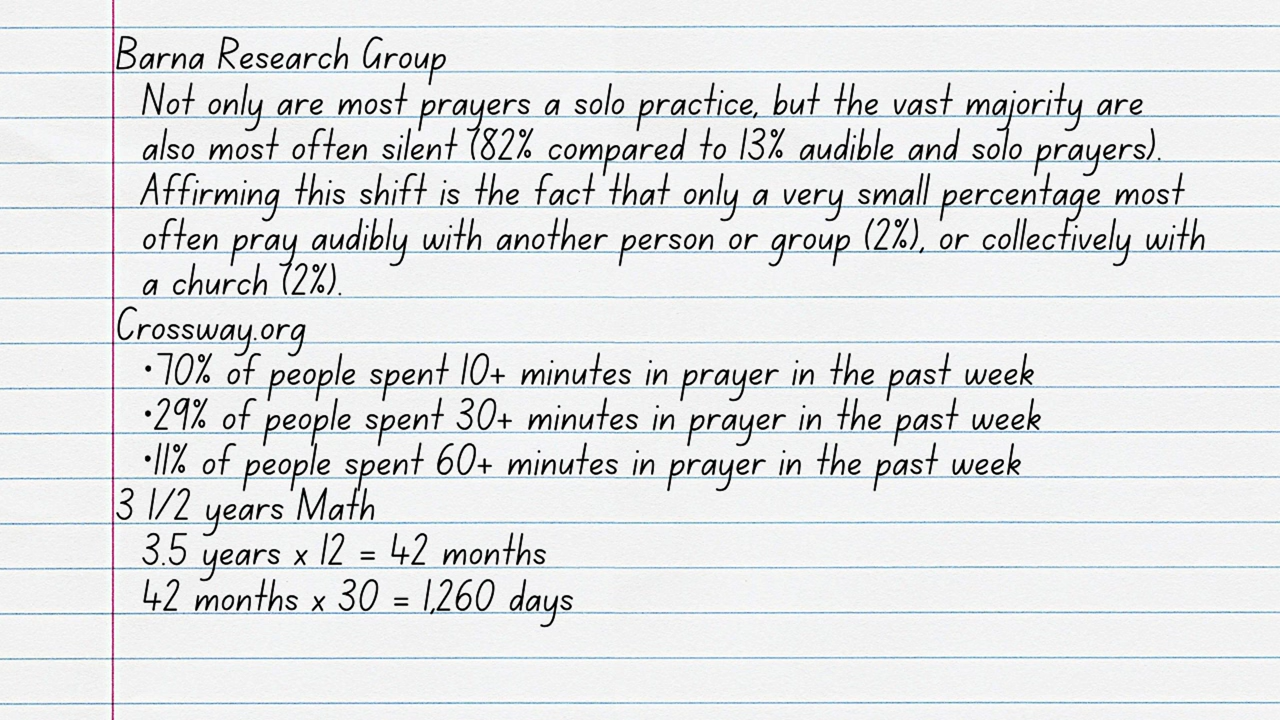 Barna Research Group
Not only are most prayers a solo practice, but the vast majority are
also most often silent (82% compared to 13% audible and solo prayers).
Affirming this shift is the fact that only a very small percentage most
often pray audibly with another person or group (2%), or collectively with
a church (2%).
Crossway.org
•70% of people spent 10+ minutes in prayer in the past week
•29% of people spent 30+ minutes in prayer in the past week
•11% of people spent 60+ minutes in prayer in the past week
3 1/2 years Math
3.5 years x 12 = 42 months
42 months x 30 = 1,260 days